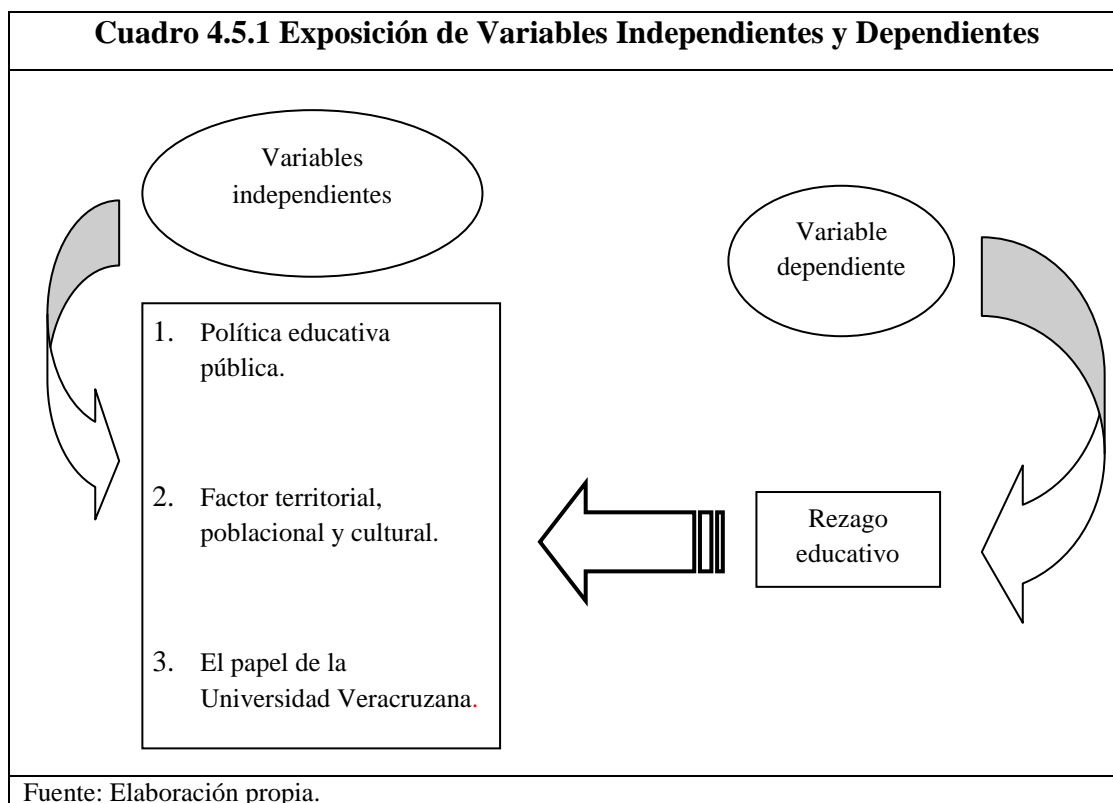 Cuadro 4.5.1 Exposición de Variables Independientes y Dependientes
Variables
independientes
Variable
dependiente
1. Política educativa
pública.
2. Factor territorial,
poblacional y cultural.
3. El papel de la
Universidad Veracruzana.
Rezago
educativo
Fuente: Elaboración propia.